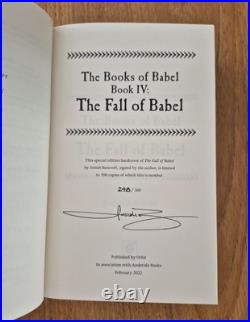 The Books of Babel
Book IV:
The Fall of Babel
This special edition hardcover of The Fall of Babel
by Josiah Bancroft, signed by the author, is limited
to 300 copies of which this is number
248 / 300
Published by Orbit
in association with Anderida Books
February 2022